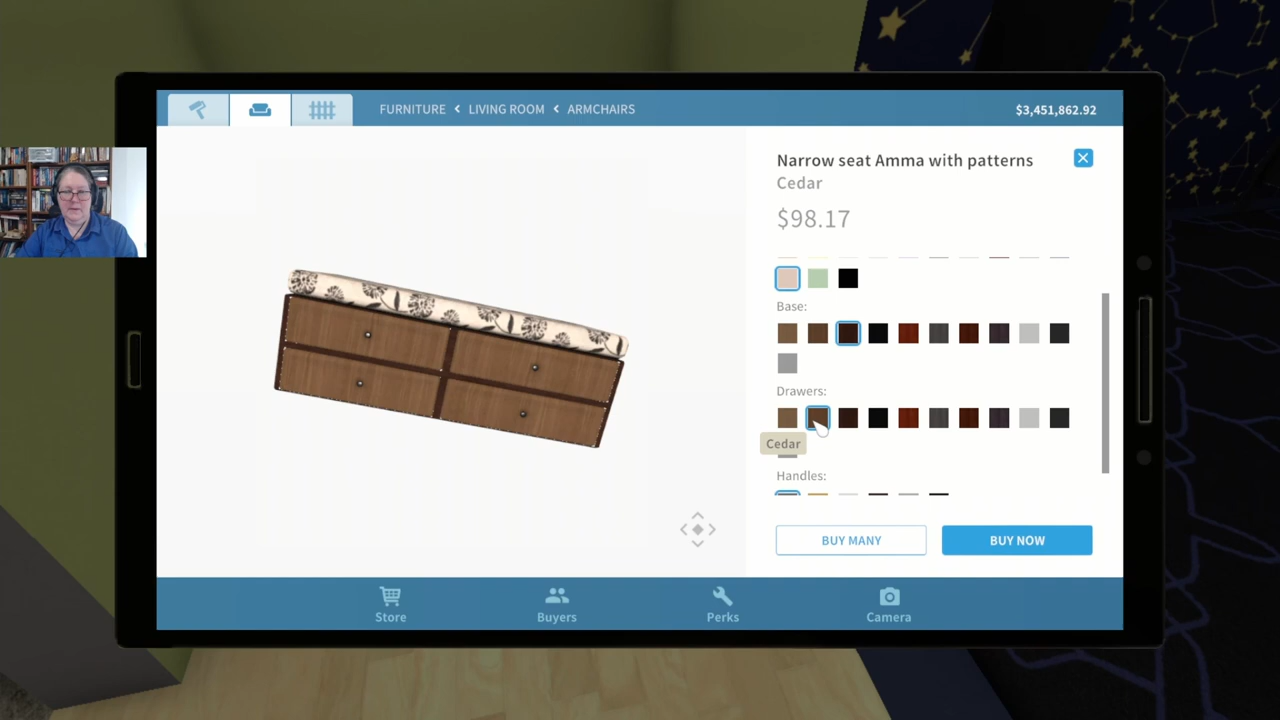 FURNITURE < LIVING ROOM < ARMCHAIRS
$3,451,862.92
Narrow seat Amma with patterns
Cedar
$98.17
Base:
Drawers:
Cedar
Handles:
BUY MANY
BUY NOW
Store
Buyers
Perks
Camera